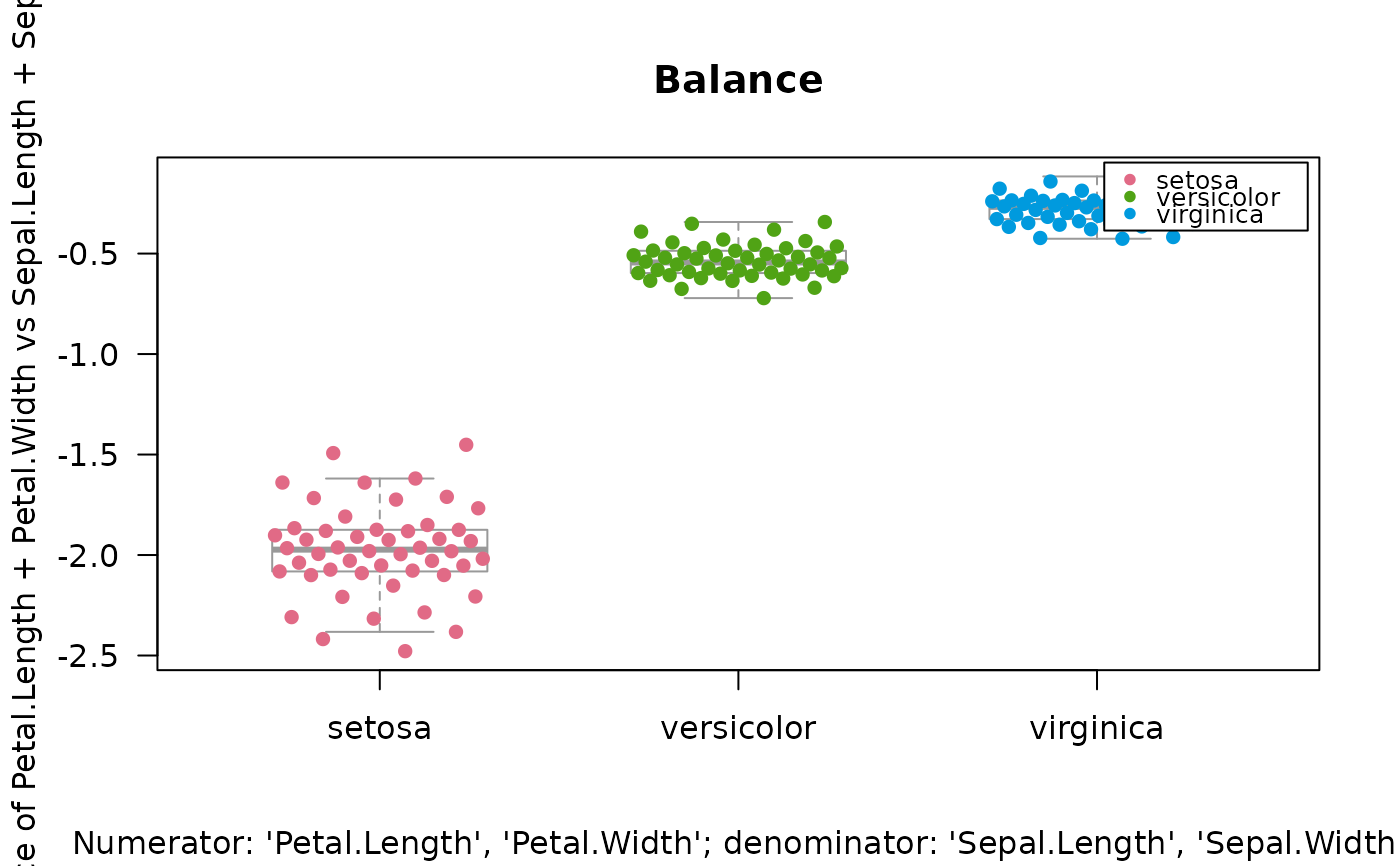 Balance
ce of Petal.Length + Petal.Width vs Sepal.Length + Sep
-0.5
-1.0
-1.5
-2.0
-2.5
setosa
versicolor
virginica
setosa versicolor virginica
Numerator: 'Petal.Length', 'Petal.Width'; denominator: 'Sepal.Length', 'Sepal.Width